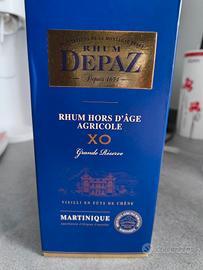 RHUM
DEPAZ
Depuis 1651
RHUM HORS D'ÂGE
AGRICOLE
XO
Grande Réserve
VIEILLI EN FÛTS DE CHÊNE
MARTINIQUE